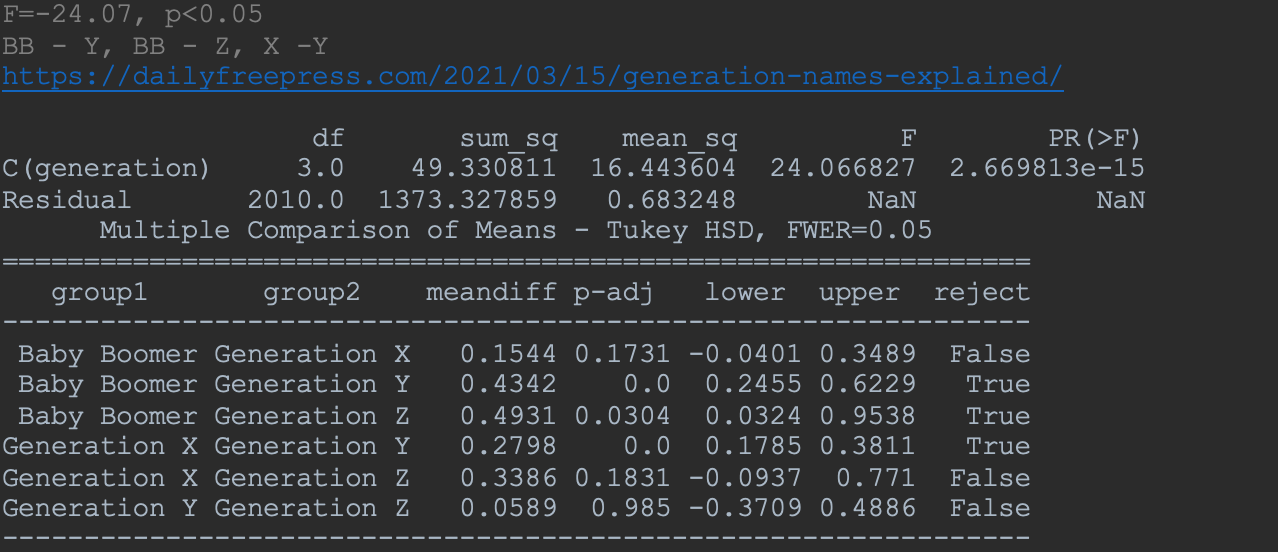 F=-24.07, p<0.05
BB - Y, BB - Z, X -Y
https://dailyfreepress.com/2021/03/15/generation-names-explained/
df sum_sq mean_sq F PR(>F)
C(generation) 3.0 49.330811 16.443604 24.066827 2.669813e-15
Residual 2010.0 1373.327859 0.683248 NaN NaN
Multiple Comparison of Means - Tukey HSD, FWER=0.05
===============================================================
group1 group2 meandiff p-adj lower upper reject
---------------------------------------------------------------
Baby Boomer Generation X 0.1544 0.1731 -0.0401 0.3489 False
Baby Boomer Generation Y 0.4342 0.0 0.2455 0.6229 True
Baby Boomer Generation Z 0.4931 0.0304 0.0324 0.9538 True
Generation X Generation Y 0.2798 0.0 0.1785 0.3811 True
Generation X Generation Z 0.3386 0.1831 -0.0937 0.771 False
Generation Y Generation Z 0.0589 0.985 -0.3709 0.4886 False
---------------------------------------------------------------